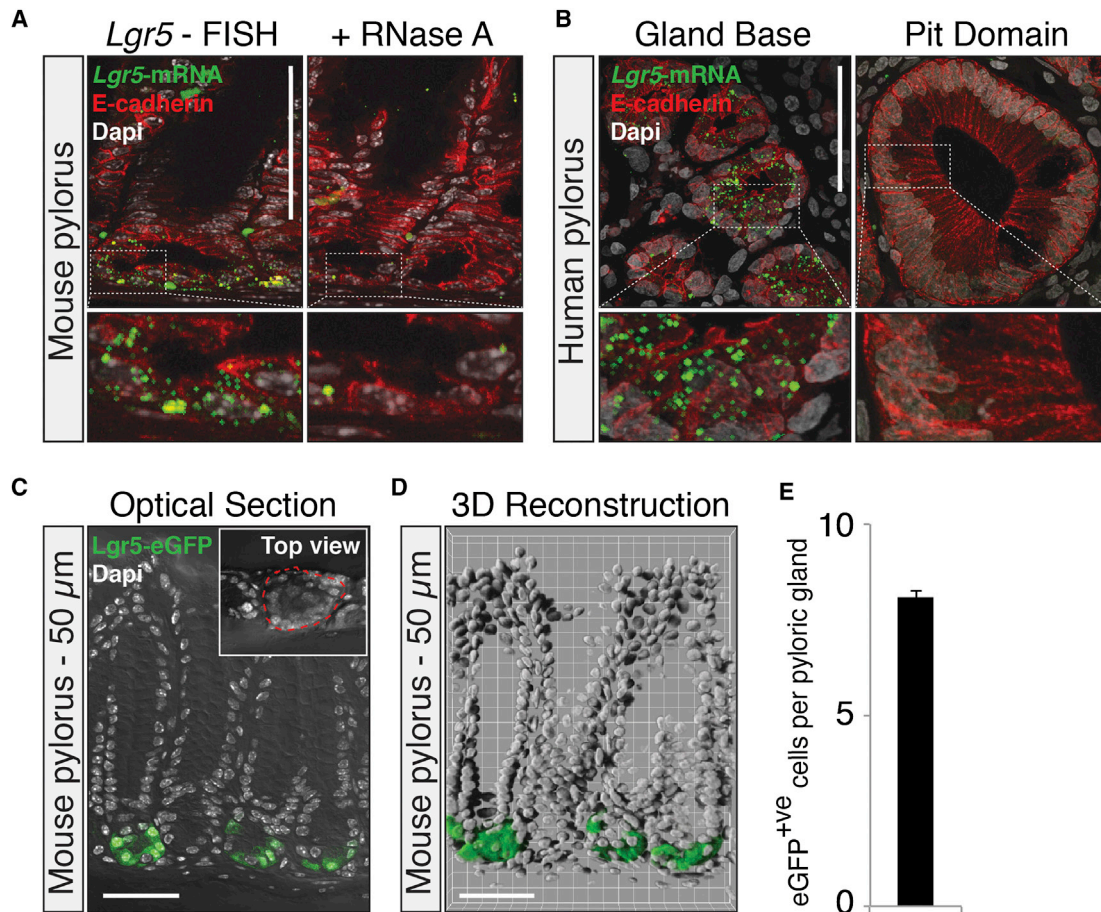 A
Lgr5 - FISH
+ RNase A
Mouse pylorus
Lgr5-mRNA
E-cadherin
Dapi
B
Gland Base
Pit Domain
Human pylorus
Lgr5-mRNA
E-cadherin
Dapi
C
Optical Section
Mouse pylorus - 50 µm
Lgr5-eGFP
Dapi
Top view
D
3D Reconstruction
Mouse pylorus - 50 µm
E
eGFP+ve cells per pyloric gland
10
5
0